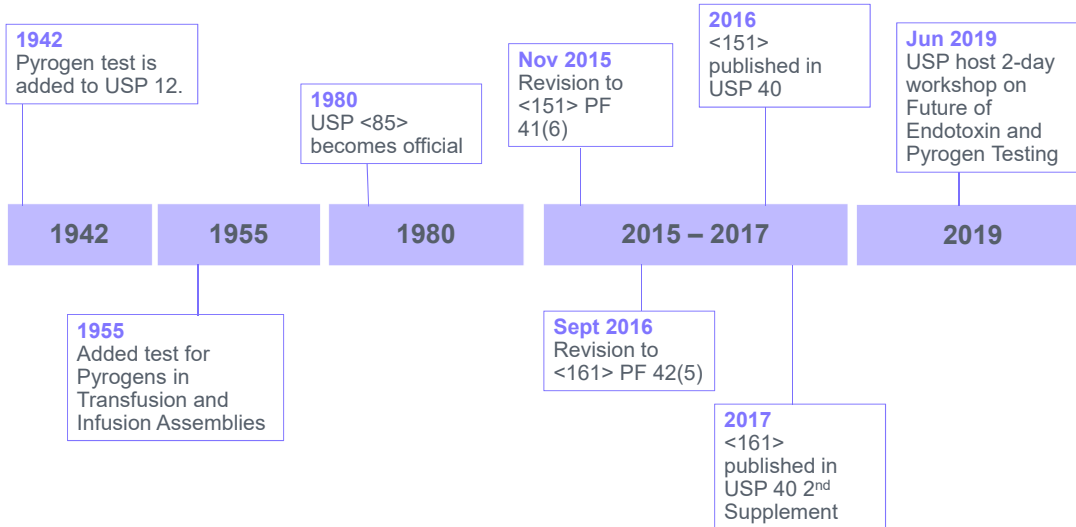 1942
Pyrogen test is
added to USP 12.
1980
USP <85>
becomes official
Nov 2015
Revision to
<151> PF
41(6)
2016
<151>
published in
USP 40
Jun 2019
USP host 2-day
workshop on
Future of
Endotoxin and
Pyrogen Testing
1942
1955
1980
2015 – 2017
2019
1955
Added test for
Pyrogens in
Transfusion and
Infusion Assemblies
Sept 2016
Revision to
<161> PF 42(5)
2017
<161>
published in
USP 40 2nd
Supplement